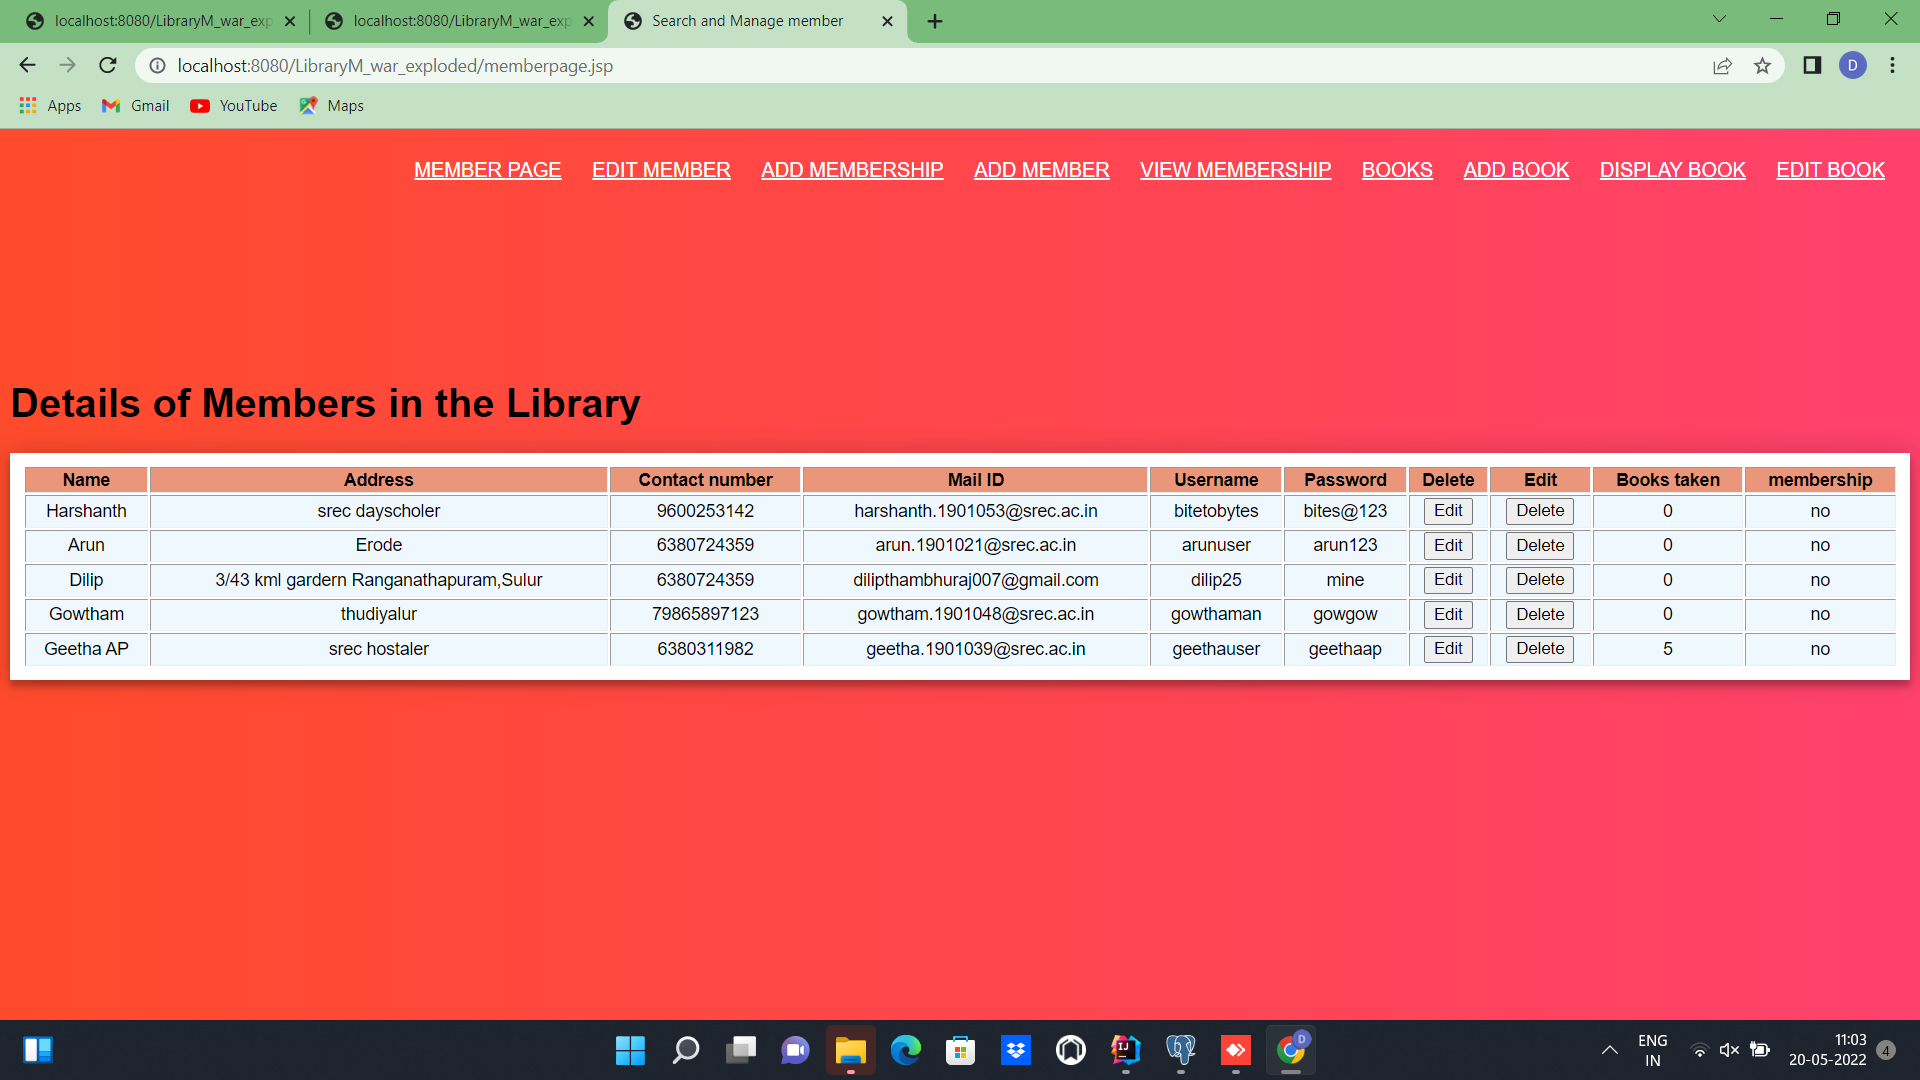 localhost:8080/LibraryM_war_exp localhost:8080/LibraryM_war_exp Search and Manage member
localhost:8080/LibraryM_war_exploded/memberpage.jsp D
Apps Gmail YouTube Maps
MEMBER PAGE EDIT MEMBER ADD MEMBERSHIP ADD MEMBER VIEW MEMBERSHIP BOOKS ADD BOOK DISPLAY BOOK EDIT BOOK
Details of Members in the Library
Name Address Contact number Mail ID Username Password Delete Edit Books taken membership
Harshanth srec dayscholer 9600253142 harshanth.1901053@srec.ac.in bitetobytes bites@123 Edit Delete 0 no
Arun Erode 6380724359 arun.1901021@srec.ac.in arunuser arun123 Edit Delete 0 no
Dilip 3/43 kml gardern Ranganathapuram,Sulur 6380724359 dilipthambhuraj007@gmail.com dilip25 mine Edit Delete 0 no
Gowtham thudiyalur 79865897123 gowtham.1901048@srec.ac.in gowthaman gowgow Edit Delete 0 no
Geetha AP srec hostaler 6380311982 geetha.1901039@srec.ac.in geethauser geethaap Edit Delete 5 no
IJ D ENG 11:03
IN 20-05-2022 4